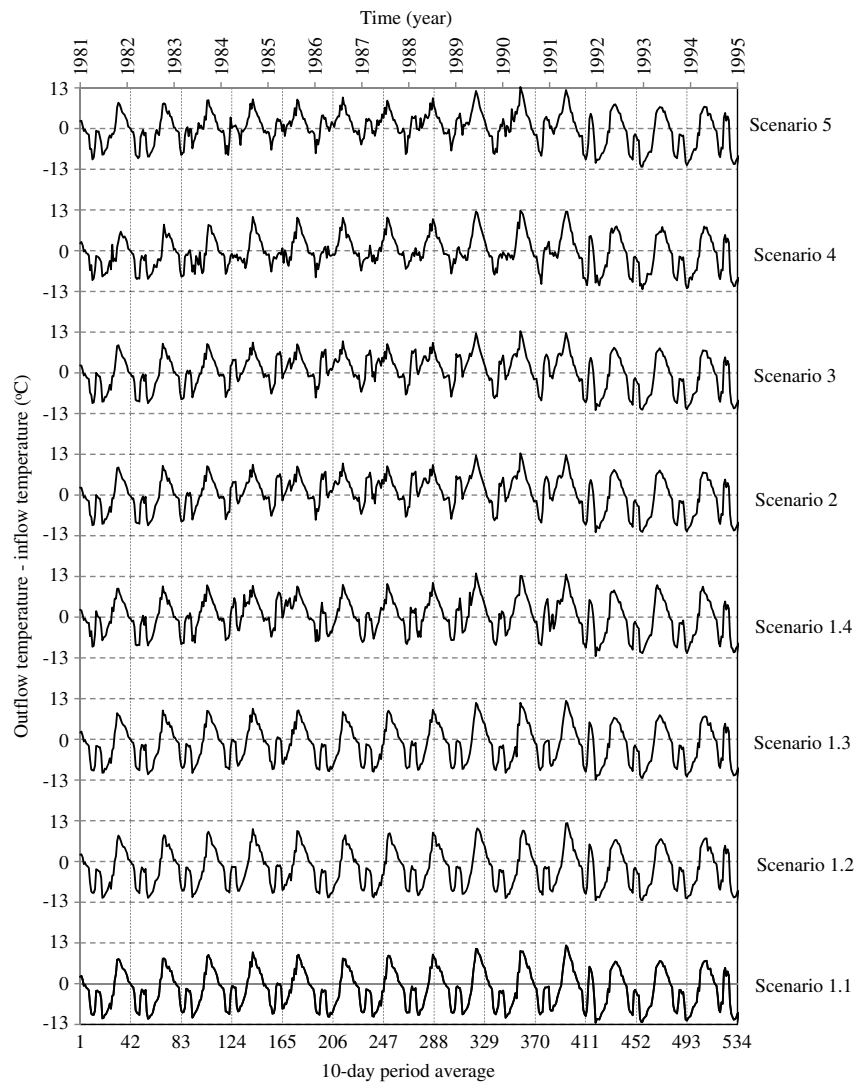 Time (year)
1981 1982 1983 1984 1985 1986 1987 1988 1989 1990 1991 1992 1993 1994 1995
13
0
-13
Scenario 5
13
0
-13
Scenario 4
13
0
-13
Scenario 3
13
0
-13
Scenario 2
13
0
-13
Scenario 1.4
13
0
-13
Scenario 1.3
13
0
-13
Scenario 1.2
13
0
-13
Scenario 1.1
Outflow temperature - inflow temperature (°C)
1 42 83 124 165 206 247 288 329 370 411 452 493 534
10-day period average